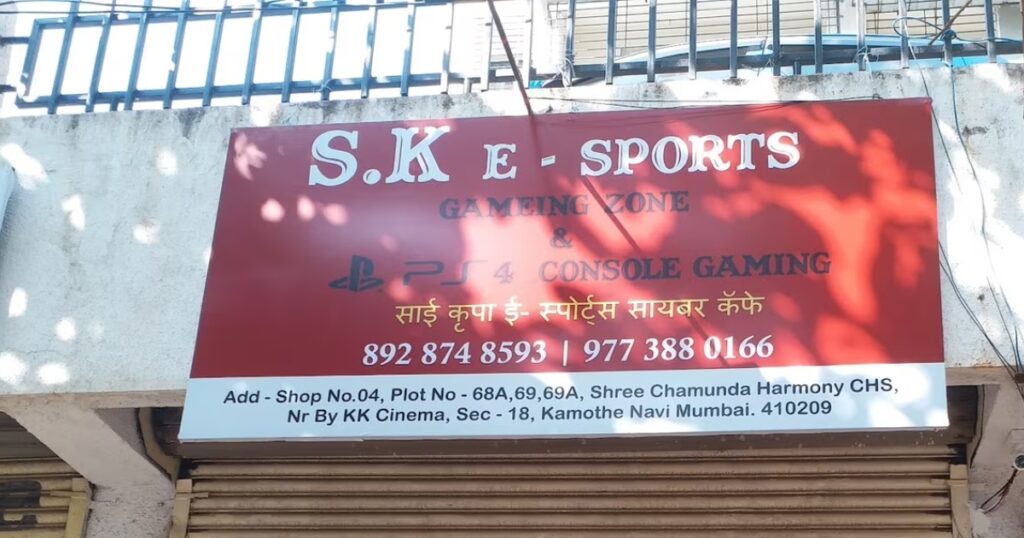 S.K E - SPORTS
GAMEING ZONE
&
PS4 CONSOLE GAMING
साई कृपा ई- स्पोर्ट्स सायबर कॅफे
892 874 8593 | 977 388 0166
Add - Shop No.04, Plot No - 68A,69,69A, Shree Chamunda Harmony CHS,
Nr By KK Cinema, Sec - 18, Kamothe Navi Mumbai. 410209